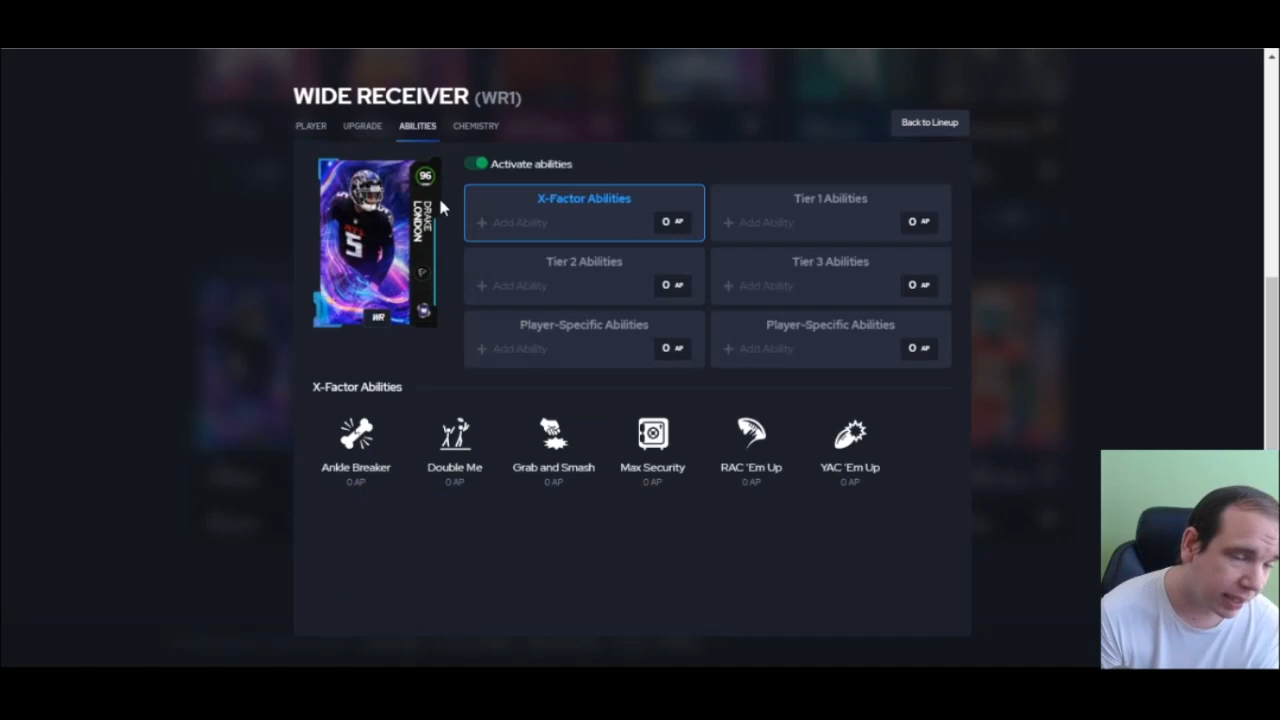 WIDE RECEIVER (WR1)
PLAYER UPGRADE ABILITIES CHEMISTRY
Back to Lineup
Activate abilities
96
DRAKE
LONDON
5
WR
X-Factor Abilities
+ Add Ability 0 AP
Tier 1 Abilities
+ Add Ability 0 AP
Tier 2 Abilities
+ Add Ability 0 AP
Tier 3 Abilities
+ Add Ability 0 AP
Player-Specific Abilities
+ Add Ability 0 AP
Player-Specific Abilities
+ Add Ability 0 AP
X-Factor Abilities
Ankle Breaker
0 AP
Double Me
0 AP
Grab and Smash
0 AP
Max Security
0 AP
RAC 'Em Up
0 AP
YAC 'Em Up
0 AP